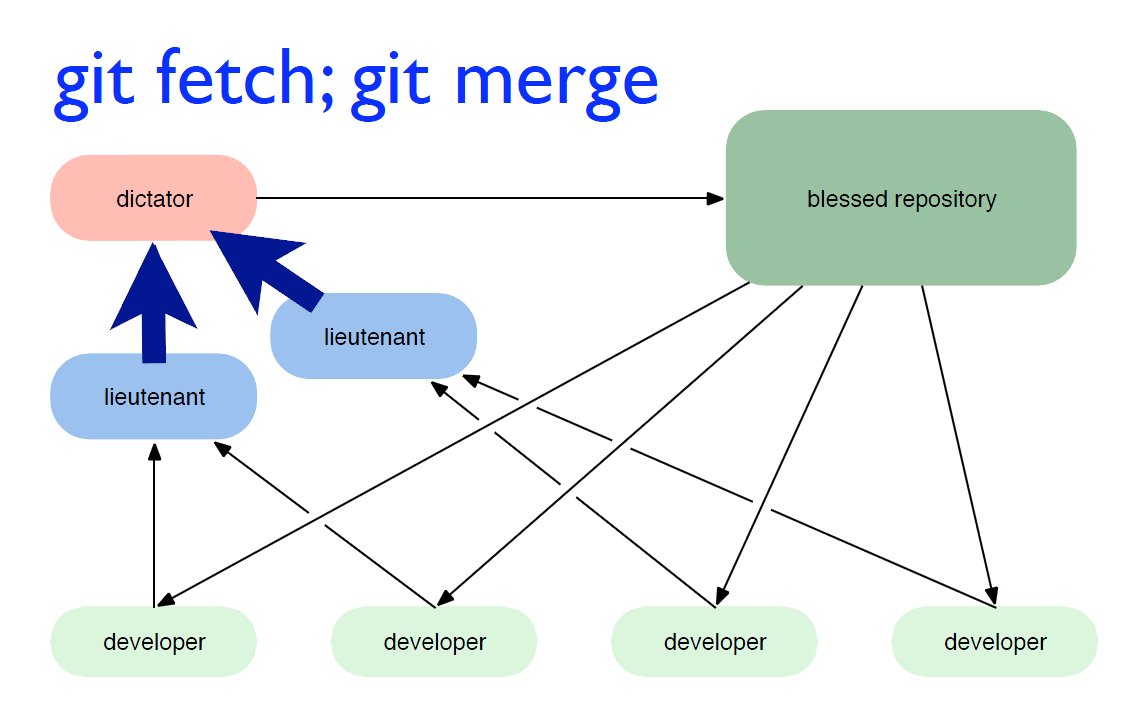 git fetch; git merge
dictator
blessed repository
lieutenant
lieutenant
developer
developer
developer
developer